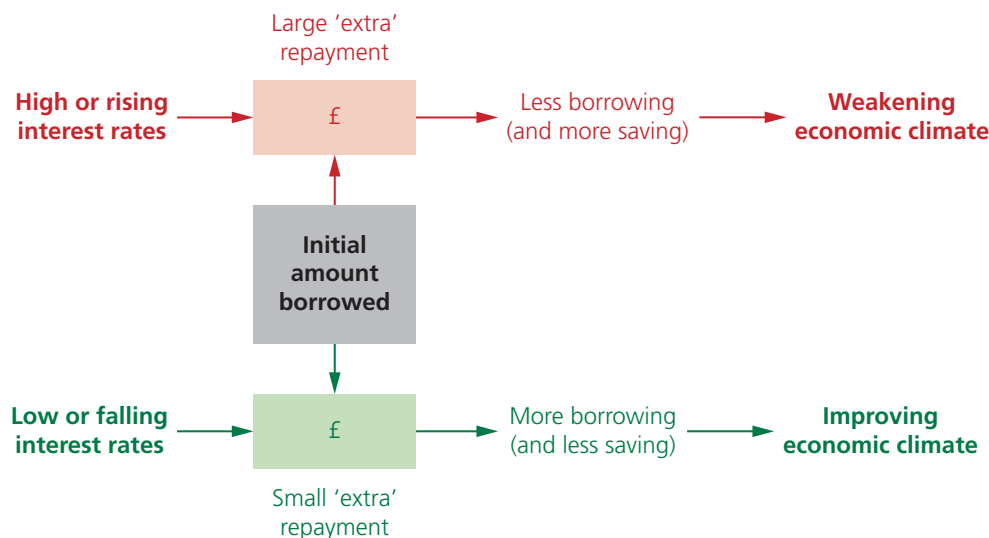 Large ‘extra’
repayment
High or rising
interest rates
£
Less borrowing
(and more saving)
Weakening
economic climate
Initial
amount
borrowed
Low or falling
interest rates
£
More borrowing
(and less saving)
Improving
economic climate
Small ‘extra’
repayment